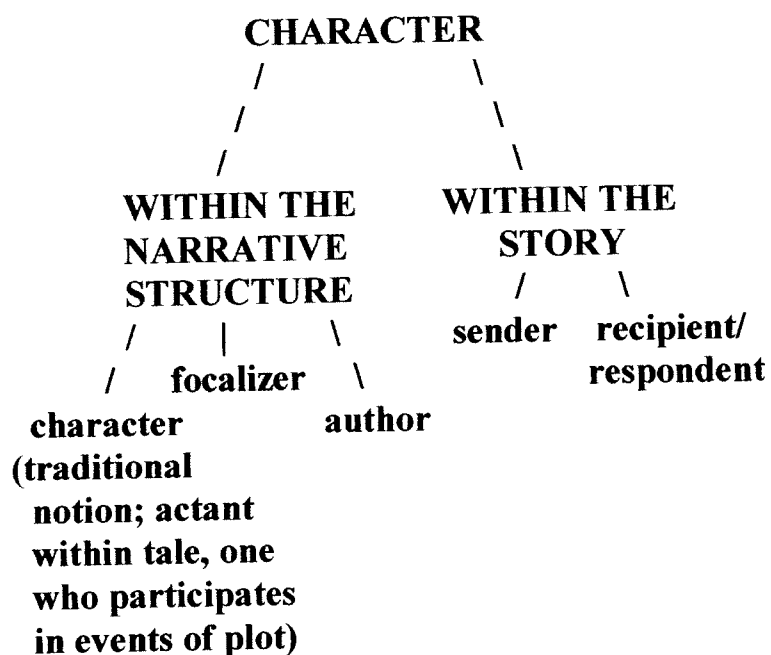 CHARACTER
WITHIN THE
NARRATIVE
STRUCTURE
WITHIN THE
STORY
sender
recipient/
respondent
focalizer
author
character
(traditional
notion; actant
within tale, one
who participates
in events of plot)